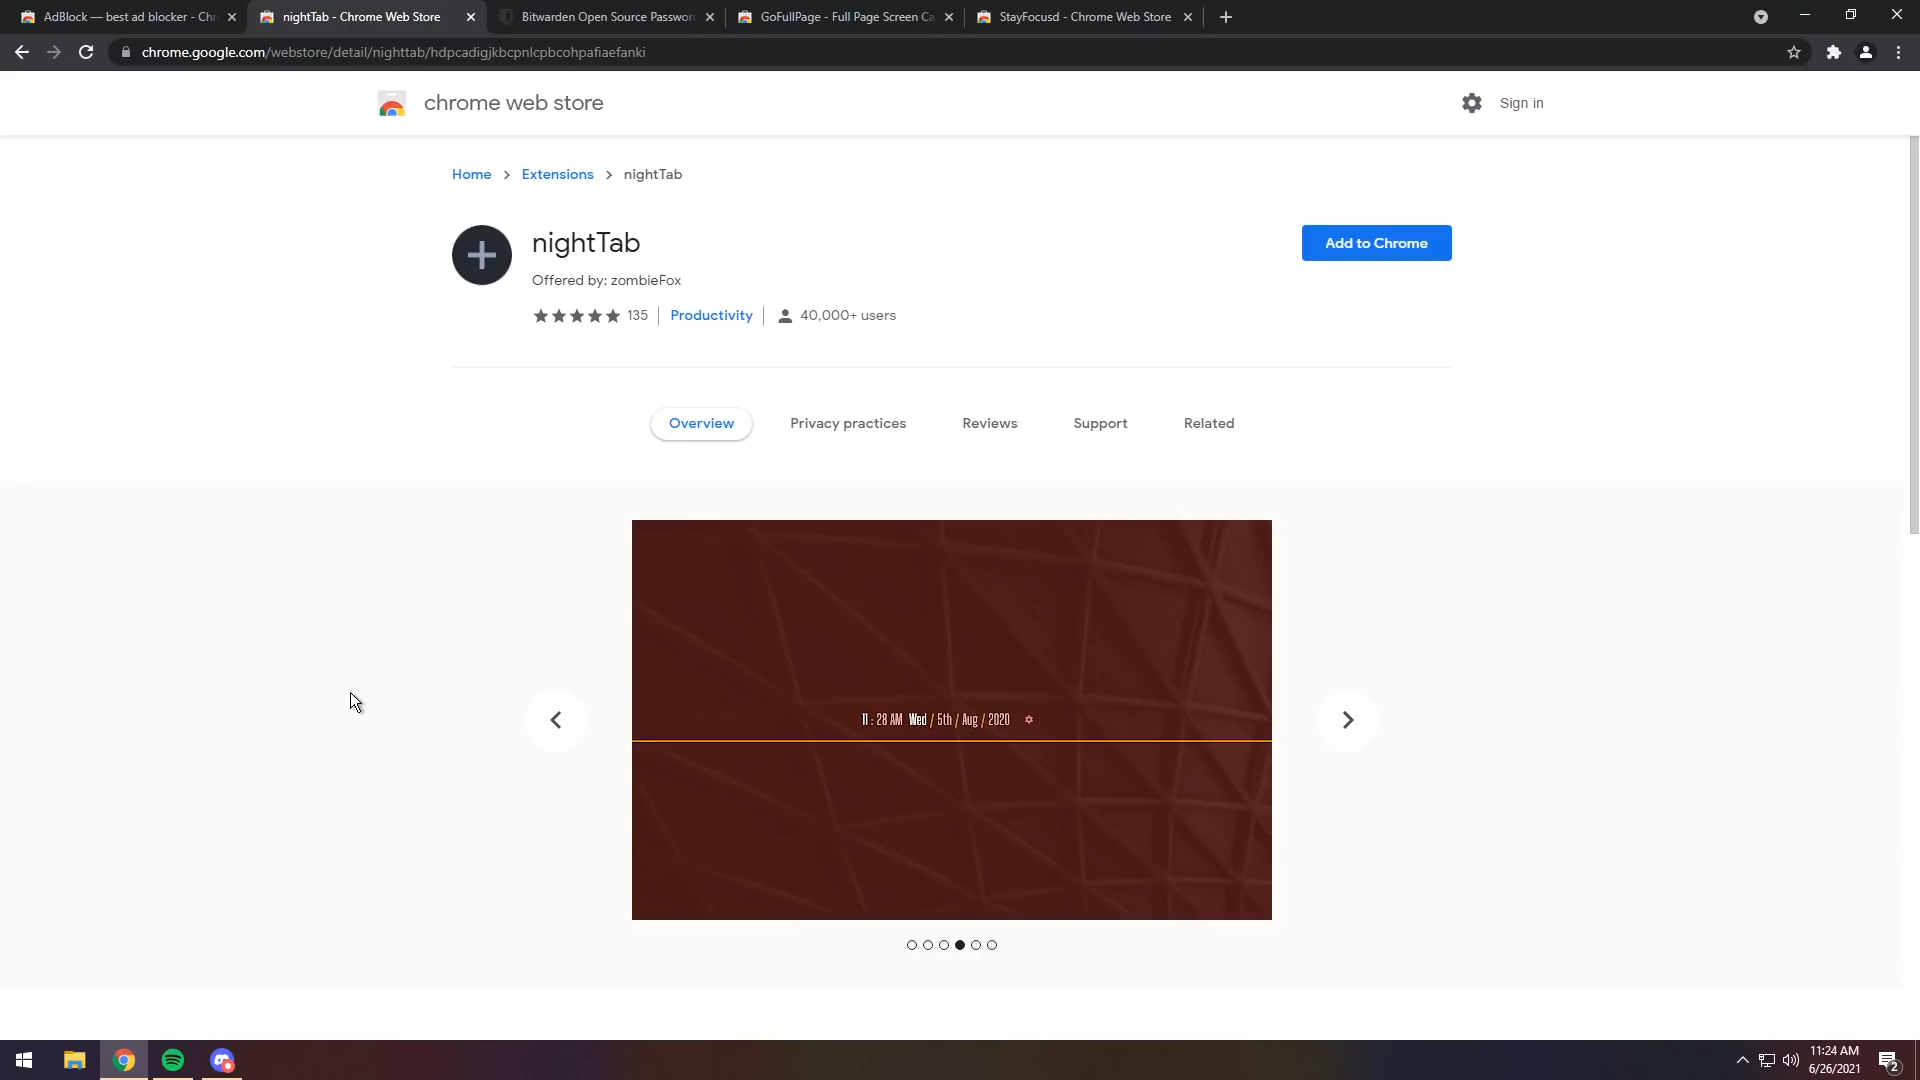 AdBlock — best ad blocker - Chr
nightTab - Chrome Web Store
Bitwarden Open Source Passwor
GoFullPage - Full Page Screen Ca
StayFocusd - Chrome Web Store
chrome.google.com/webstore/detail/nighttab/hdpcadigjkbcpnlcpbcohpafiaefanki
chrome web store
Sign in
Home > Extensions > nightTab
nightTab
Add to Chrome
Offered by: zombieFox
135 | Productivity | 40,000+ users
Overview
Privacy practices
Reviews
Support
Related
11 : 28 AM Wed / 5th / Aug / 2020
11:24 AM
6/26/2021
2